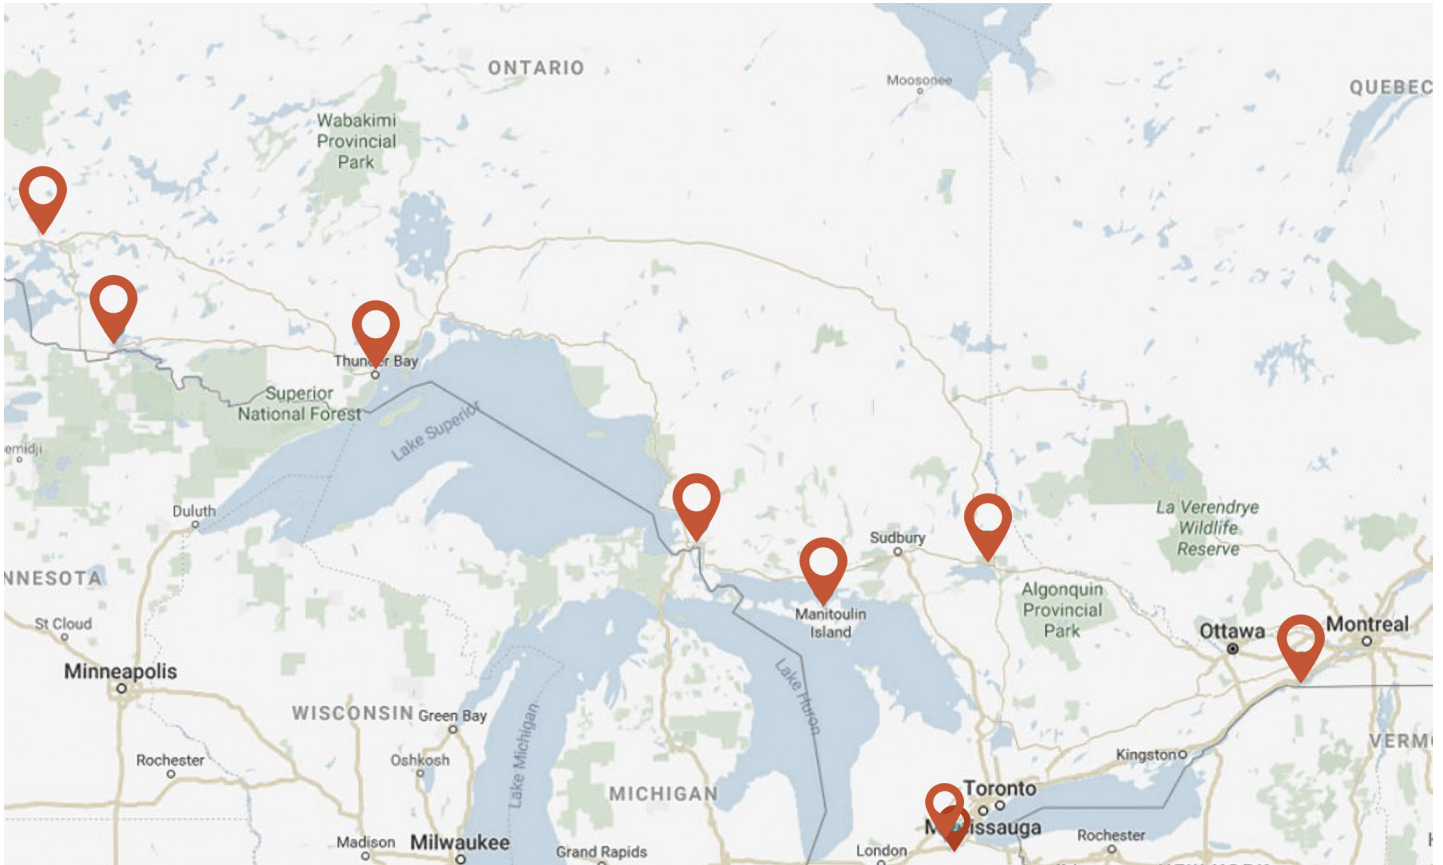 ONTARIO
Moosonee
QUEBEC
Wabakimi
Provincial
Park
Thunder Bay
Superior
National Forest
Lake Superior
emidji
Duluth
La Verendrye
Wildlife
Reserve
Sudbury
NNESOTA
Algonquin
Provincial
Park
Manitoulin
Island
St Cloud
Ottawa
Montreal
Minneapolis
Lake Huron
WISCONSIN
Green Bay
Lake Michigan
VERM
Kingston
Rochester
Oshkosh
MICHIGAN
Toronto
Mississauga
Madison
Milwaukee
Grand Rapids
London
Rochester